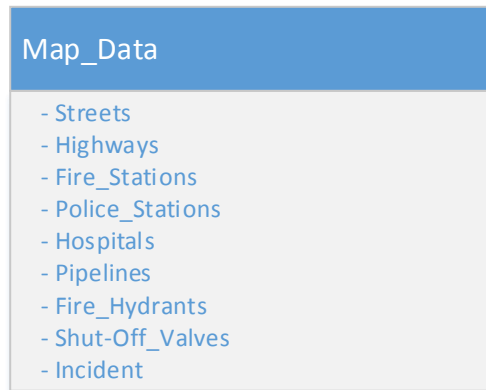 Map_Data
- Streets
- Highways
- Fire_Stations
- Police_Stations
- Hospitals
- Pipelines
- Fire_Hydrants
- Shut-Off_Valves
- Incident